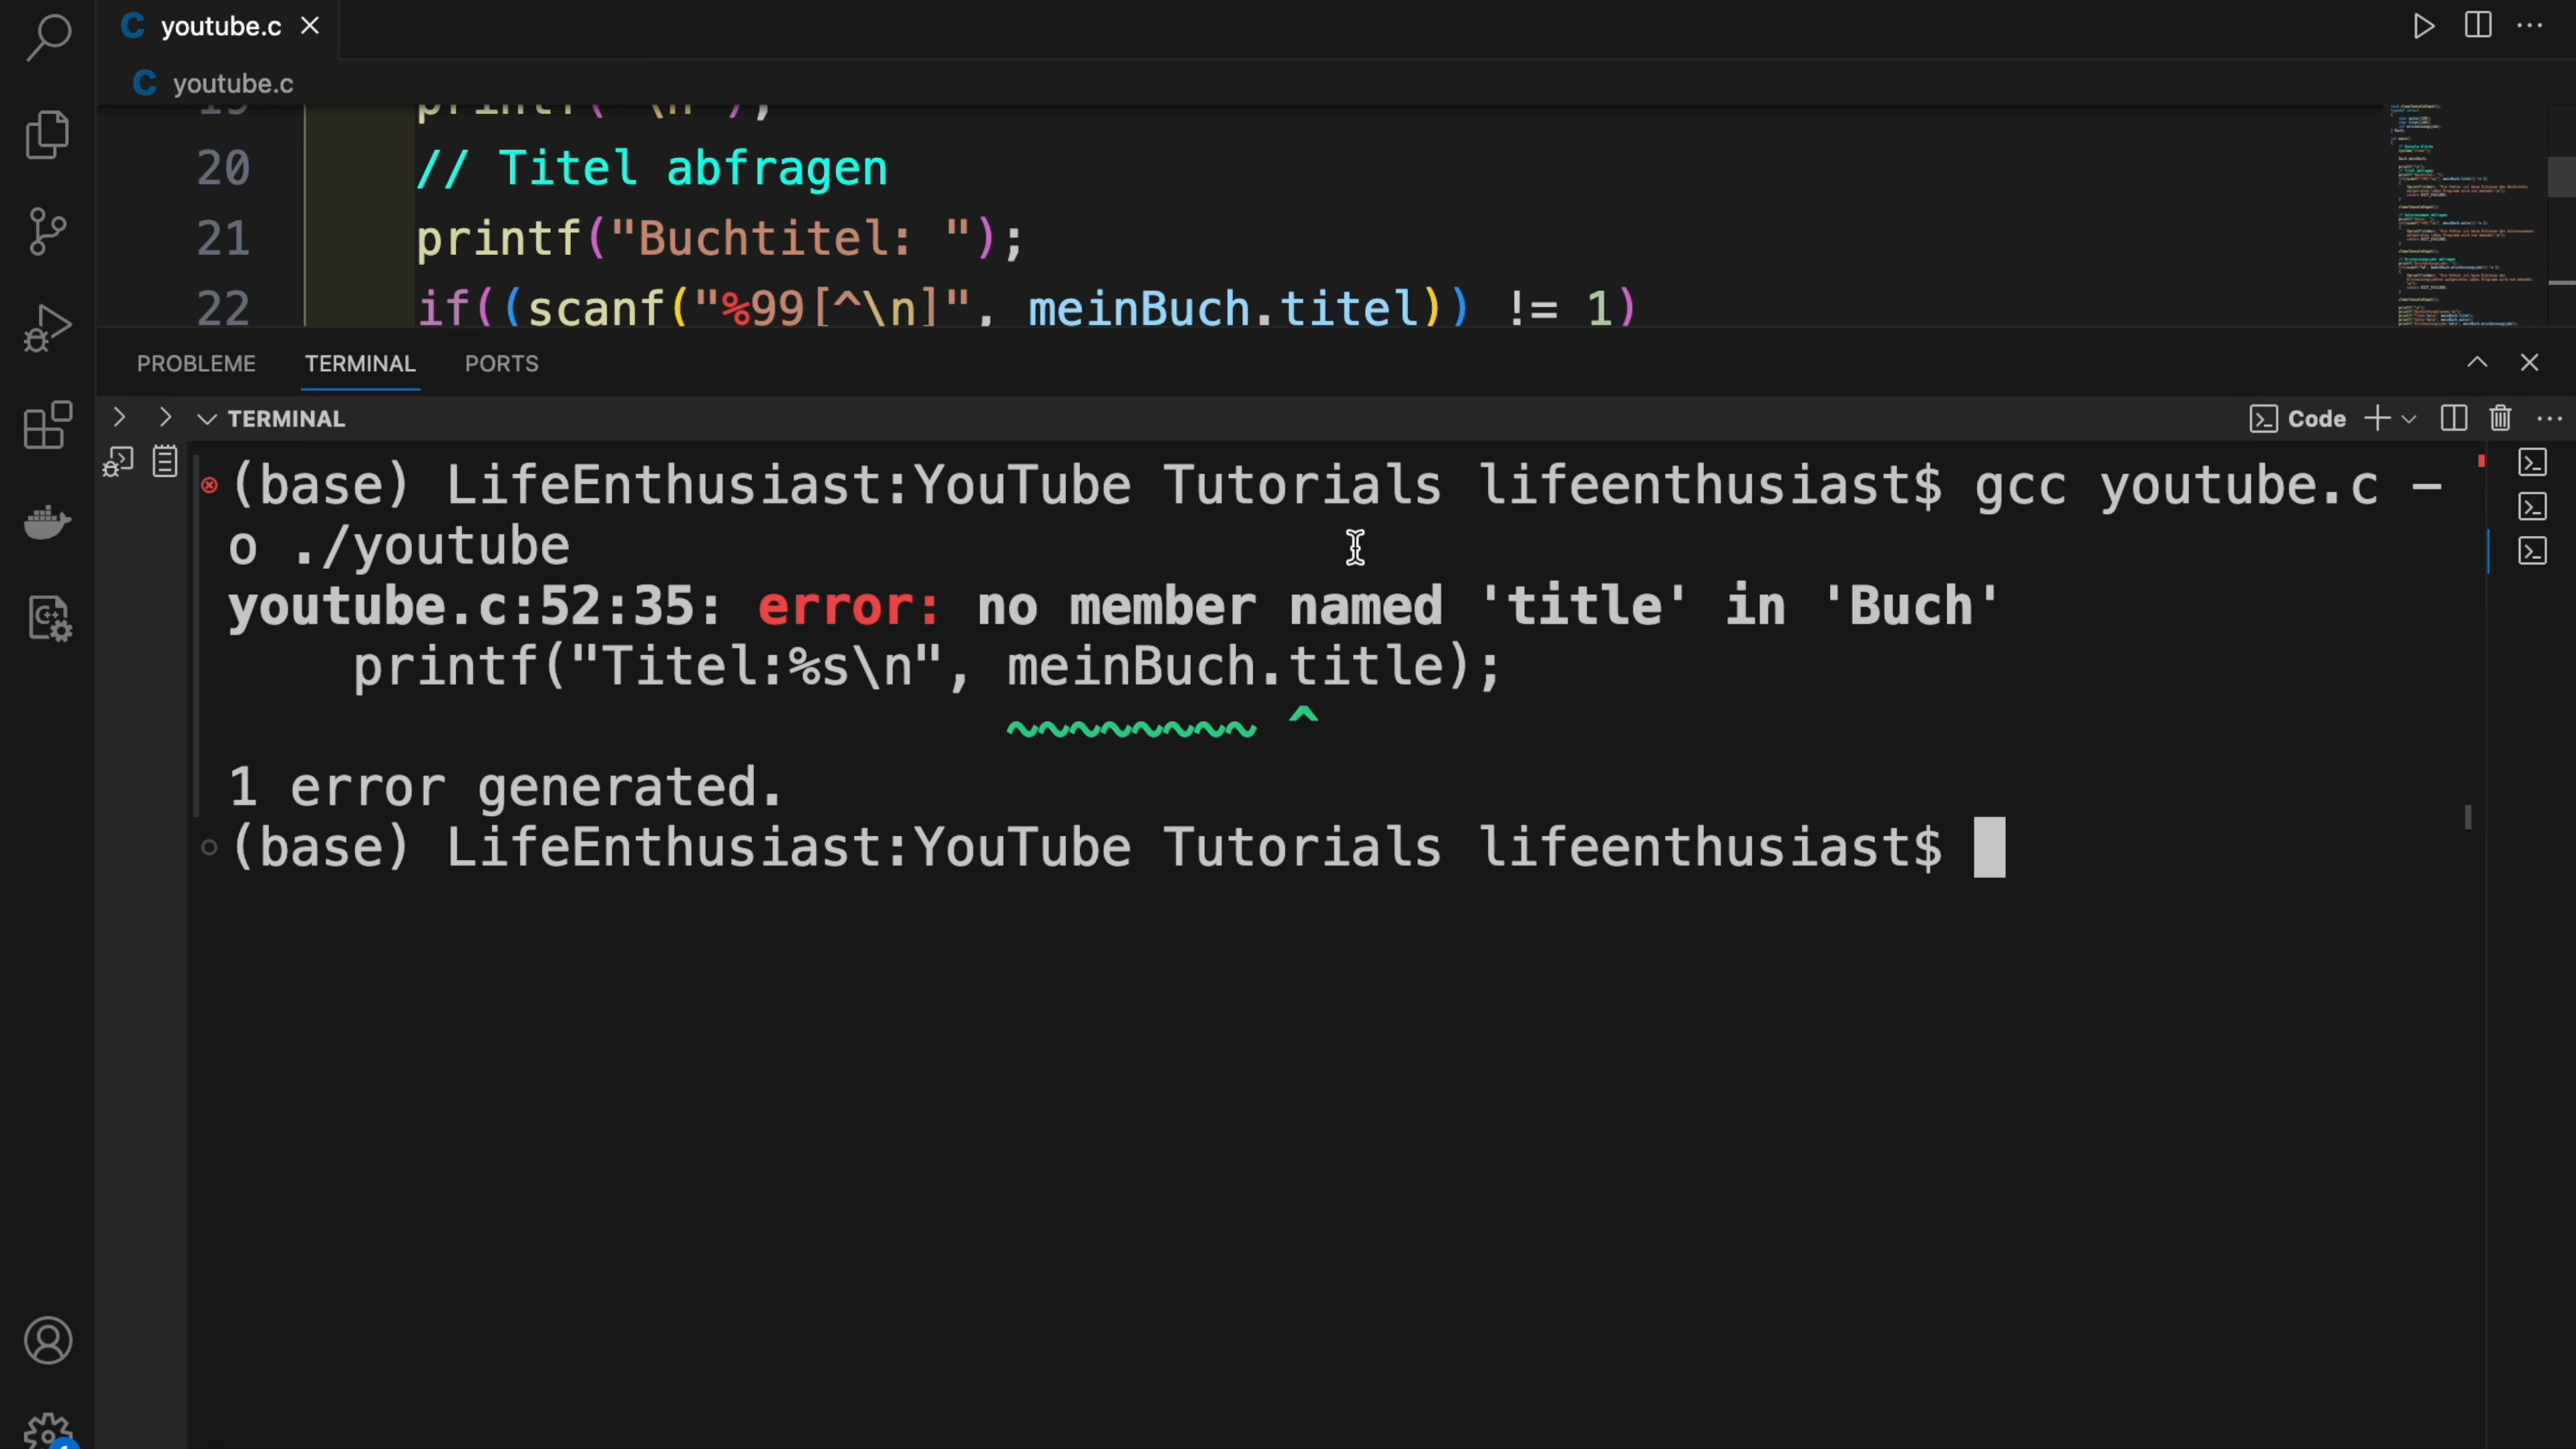 youtube.c
youtube.c
19 printf("\n");
20 // Titel abfragen
21 printf("Buchtitel: ");
22 if((scanf("%99[^\n]", meinBuch.titel)) != 1)
PROBLEME TERMINAL PORTS
TERMINAL Code
(base) LifeEnthusiast:YouTube Tutorials lifeenthusiast$ gcc youtube.c -
o ./youtube
youtube.c:52:35: error: no member named 'title' in 'Buch'
printf("Titel:%s\n", meinBuch.title);
~~~~~~~~ ^
1 error generated.
(base) LifeEnthusiast:YouTube Tutorials lifeenthusiast$